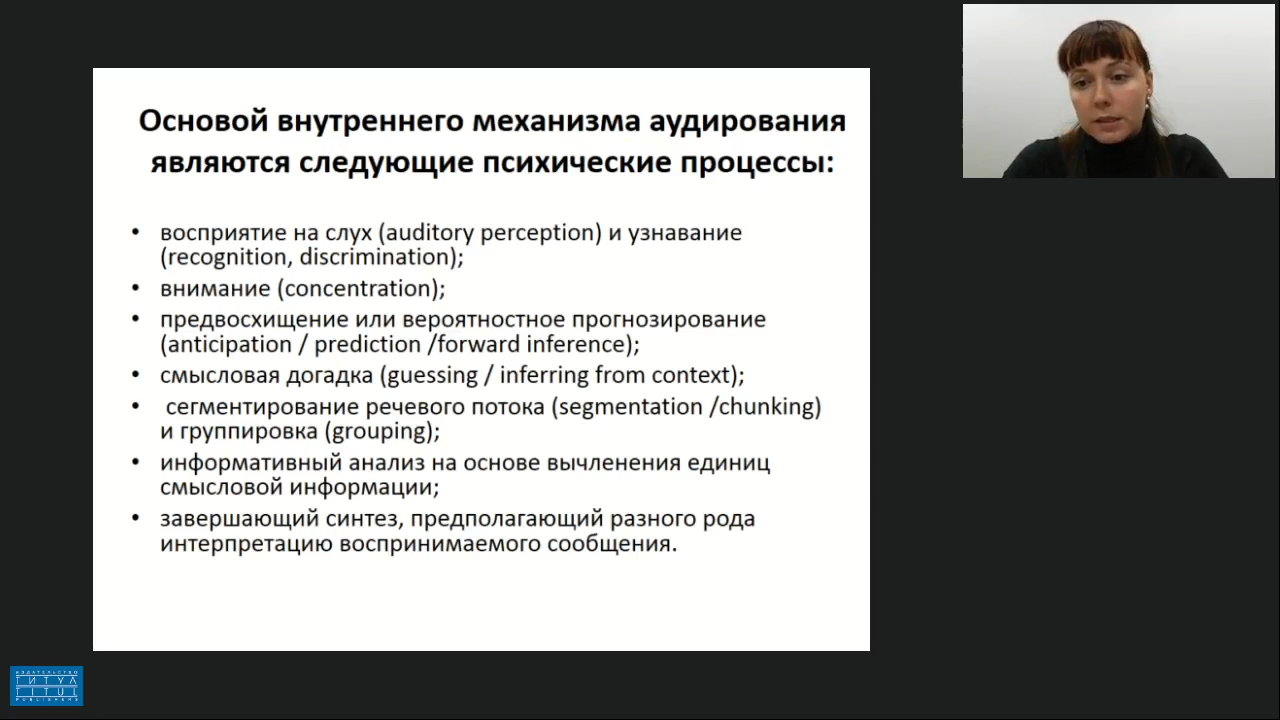 Основой внутреннего механизма аудирования
являются следующие психические процессы:
• восприятие на слух (auditory perception) и узнавание
(recognition, discrimination);
• внимание (concentration);
• предвосхищение или вероятностное прогнозирование
(anticipation / prediction /forward inference);
• смысловая догадка (guessing / inferring from context);
• сегментирование речевого потока (segmentation /chunking)
и группировка (grouping);
• информативный анализ на основе вычленения единиц
смысловой информации;
• завершающий синтез, предполагающий разного рода
интерпретацию воспринимаемого сообщения.
ИЗДАТЕЛЬСТВО
ТИТУЛ
TITUL
PUBLISHERS